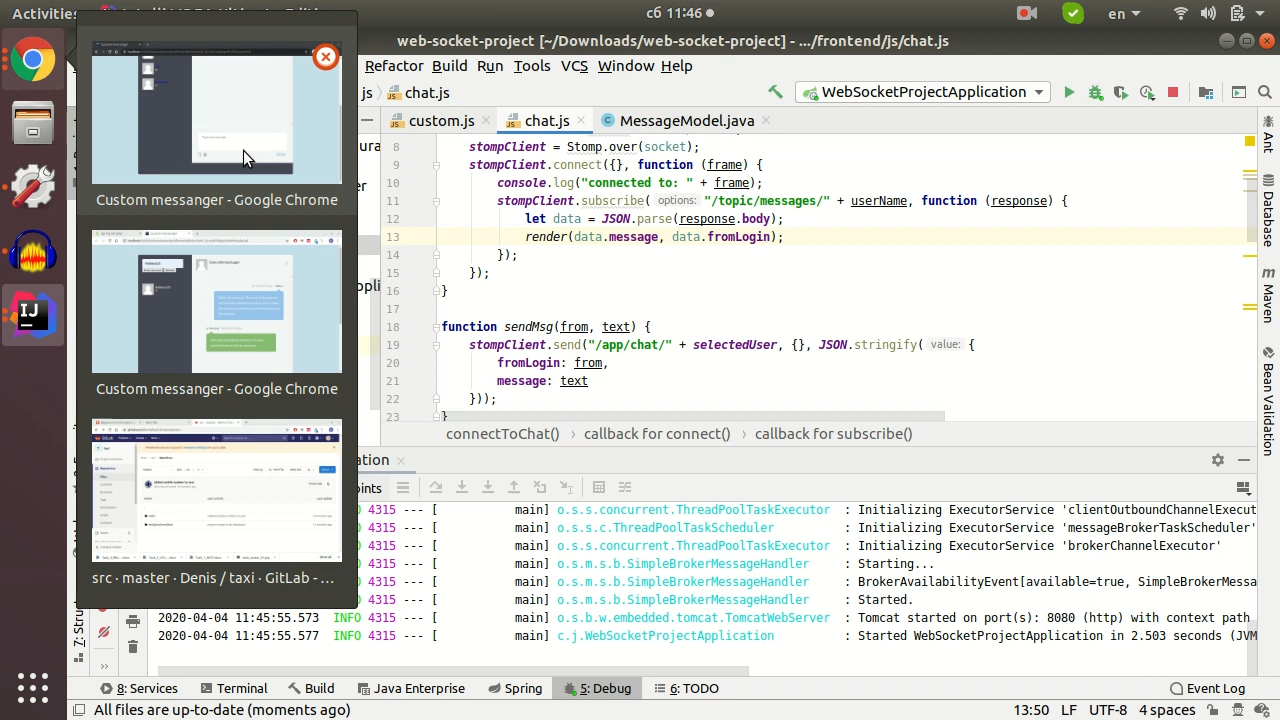 Activities
сб 11:46
en
web-socket-project [~/Downloads/web-socket-project] - .../frontend/js/chat.js
Refactor Build Run Tools VCS Window Help
js
chat.js
WebSocketProjectApplication
custom.js
chat.js
MessageModel.java
8 stompClient = Stomp.over(socket);
9 stompClient.connect({}, function (frame) {
10 console.log("connected to: " + frame);
11 stompClient.subscribe( options: "/topic/messages/" + userName, function (response) {
12 let data = JSON.parse(response.body);
13 render(data.message, data.fromLogin);
14 });
15 });
16 }
17
18 function sendMsg(from, text) {
19 stompClient.send("/app/chat/" + selectedUser, {}, JSON.stringify( value: {
20 fromLogin: from,
21 message: text
22 }));
23 }
connectToChat()
callback for connect()
callback for subscribe()
Custom messanger - Google Chrome
Custom messanger - Google Chrome
src · master · Denis / taxi · GitLab - ...
Ant
Database
Maven
Bean Validation
4315 --- [ main] o.s.s.concurrent.ThreadPoolTaskExecutor : Initializing ExecutorService 'clientOutboundChannelExecut
4315 --- [ main] o.s.s.c.ThreadPoolTaskScheduler : Initializing ExecutorService 'messageBrokerTaskScheduler'
4315 --- [ main] o.s.s.concurrent.ThreadPoolTaskExecutor : Initializing ExecutorService 'brokerChannelExecutor'
4315 --- [ main] o.s.m.s.b.SimpleBrokerMessageHandler : Starting...
4315 --- [ main] o.s.m.s.b.SimpleBrokerMessageHandler : BrokerAvailabilityEvent[available=true, SimpleBrokerMessa
4315 --- [ main] o.s.m.s.b.SimpleBrokerMessageHandler : Started.
2020-04-04 11:45:55.573 INFO 4315 --- [ main] o.s.b.w.embedded.tomcat.TomcatWebServer : Tomcat started on port(s): 8080 (http) with context path
2020-04-04 11:45:55.577 INFO 4315 --- [ main] c.j.WebSocketProjectApplication : Started WebSocketProjectApplication in 2.503 seconds (JVM
8: Services
Terminal
Build
Java Enterprise
Spring
5: Debug
6: TODO
Event Log
All files are up-to-date (moments ago)
13:50 LF UTF-8 4 spaces